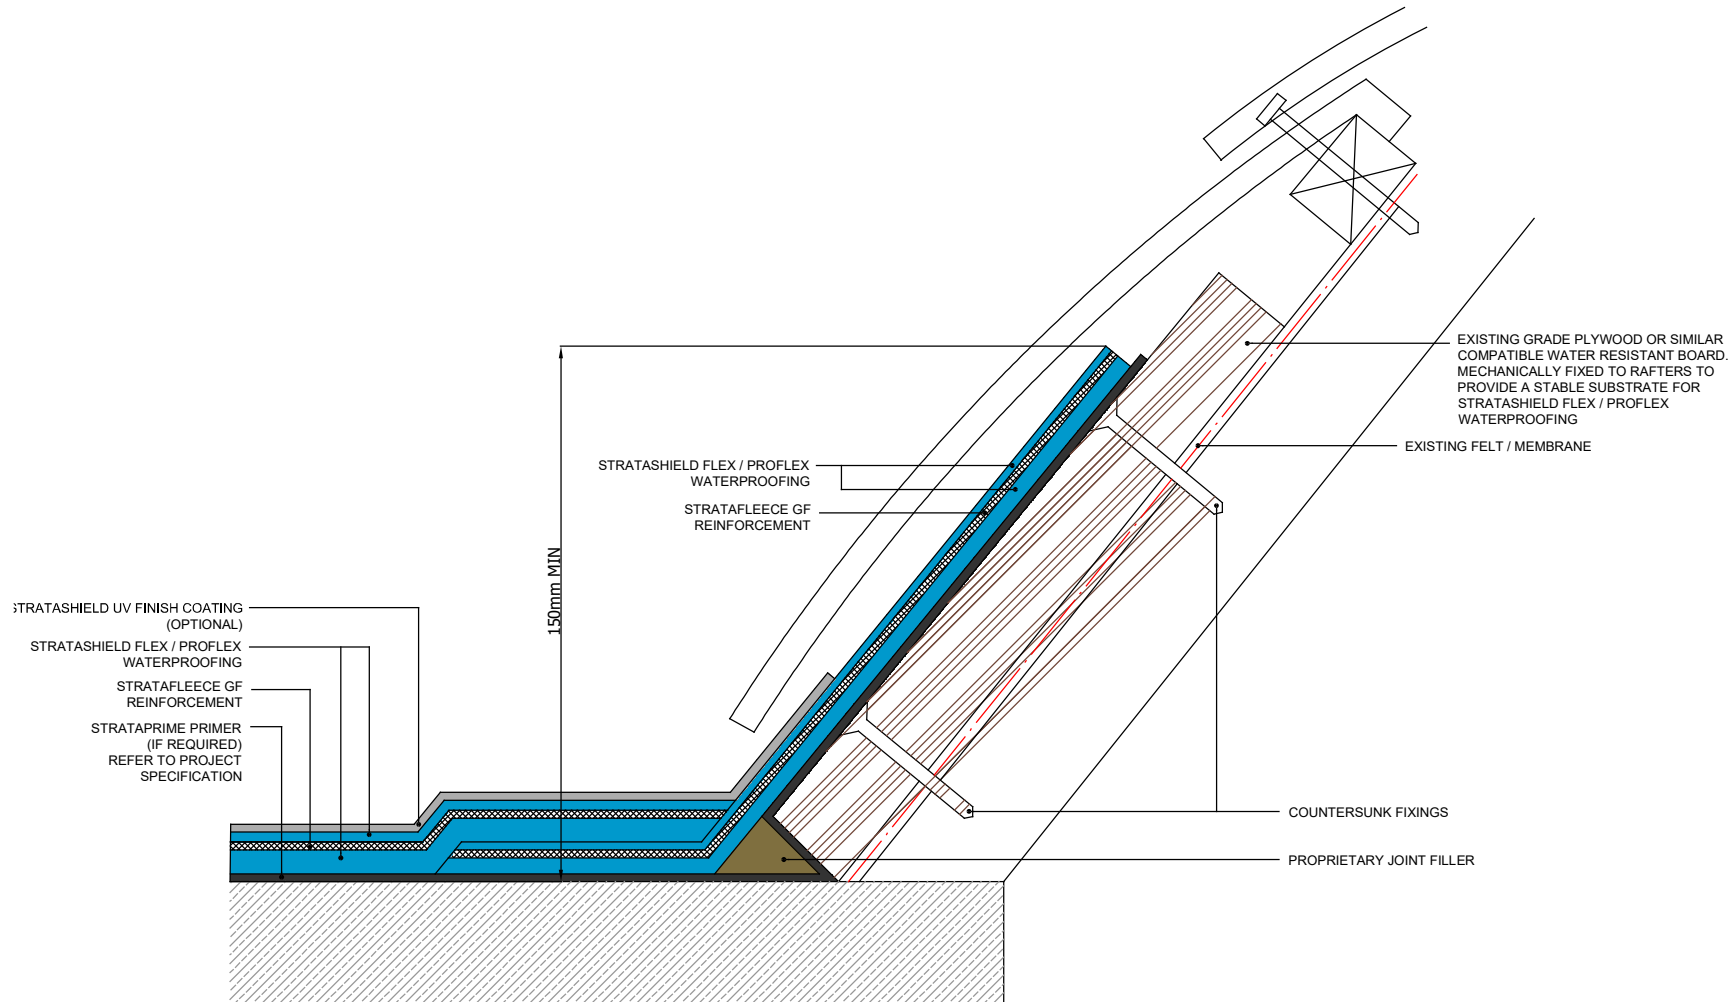 EXISTING GRADE PLYWOOD OR SIMILAR
COMPATIBLE WATER RESISTANT BOARD.
MECHANICALLY FIXED TO RAFTERS TO
PROVIDE A STABLE SUBSTRATE FOR
STRATASHIELD FLEX / PROFLEX
WATERPROOFING
EXISTING FELT / MEMBRANE
STRATASHIELD FLEX / PROFLEX
WATERPROOFING
STRATAFLEECE GF
REINFORCEMENT
150mm MIN
STRATASHIELD UV FINISH COATING
(OPTIONAL)
STRATASHIELD FLEX / PROFLEX
WATERPROOFING
STRATAFLEECE GF
REINFORCEMENT
STRATAPRIME PRIMER
(IF REQUIRED)
REFER TO PROJECT
SPECIFICATION
COUNTERSUNK FIXINGS
PROPRIETARY JOINT FILLER